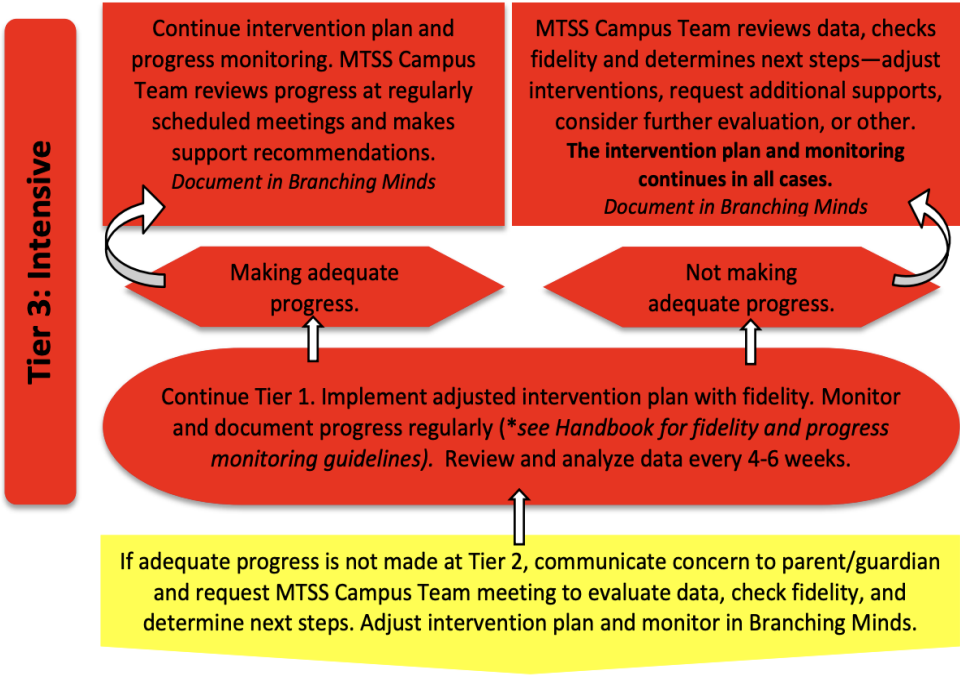 Tier 3: Intensive
Continue intervention plan and
progress monitoring. MTSS Campus
Team reviews progress at regularly
scheduled meetings and makes
support recommendations.
Document in Branching Minds
MTSS Campus Team reviews data, checks
fidelity and determines next steps—adjust
interventions, request additional supports,
consider further evaluation, or other.
The intervention plan and monitoring
continues in all cases.
Document in Branching Minds
Making adequate
progress.
Not making
adequate progress.
Continue Tier 1. Implement adjusted intervention plan with fidelity. Monitor
and document progress regularly (*see Handbook for fidelity and progress
monitoring guidelines). Review and analyze data every 4-6 weeks.
If adequate progress is not made at Tier 2, communicate concern to parent/guardian
and request MTSS Campus Team meeting to evaluate data, check fidelity, and
determine next steps. Adjust intervention plan and monitor in Branching Minds.